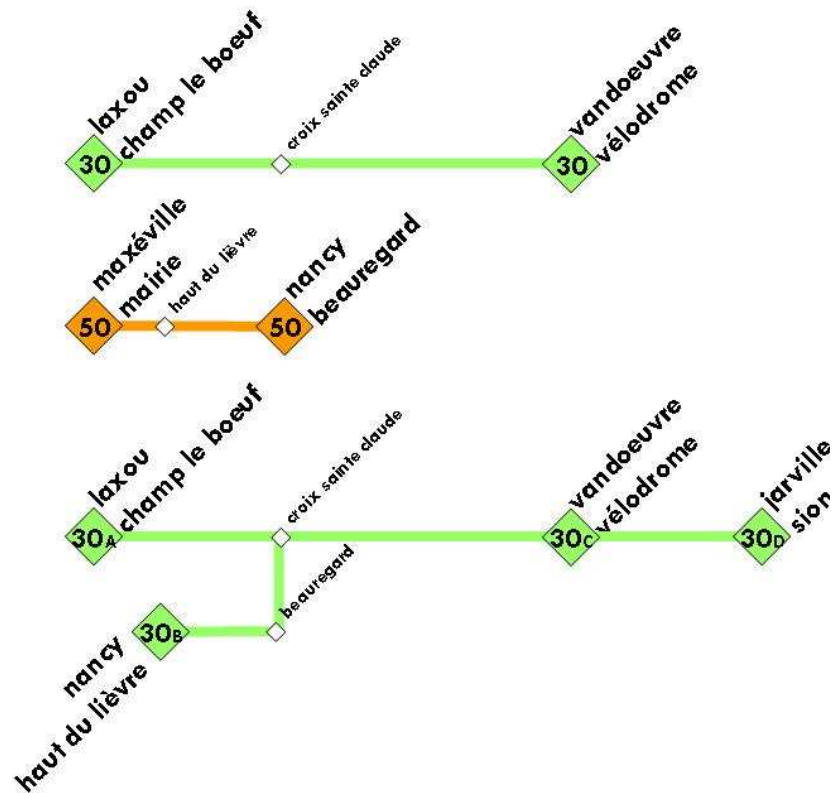 laxou
champ le boeuf
croix sainte claude
vandoeuvre
vélodrome
30
30
maxéville
mairie
haut du lièvre
nancy
beauregard
50
50
laxou
champ le boeuf
croix sainte claude
vandoeuvre
vélodrome
jarville
sion
30A
30C
30D
beauregard
30B
nancy
haut du lièvre